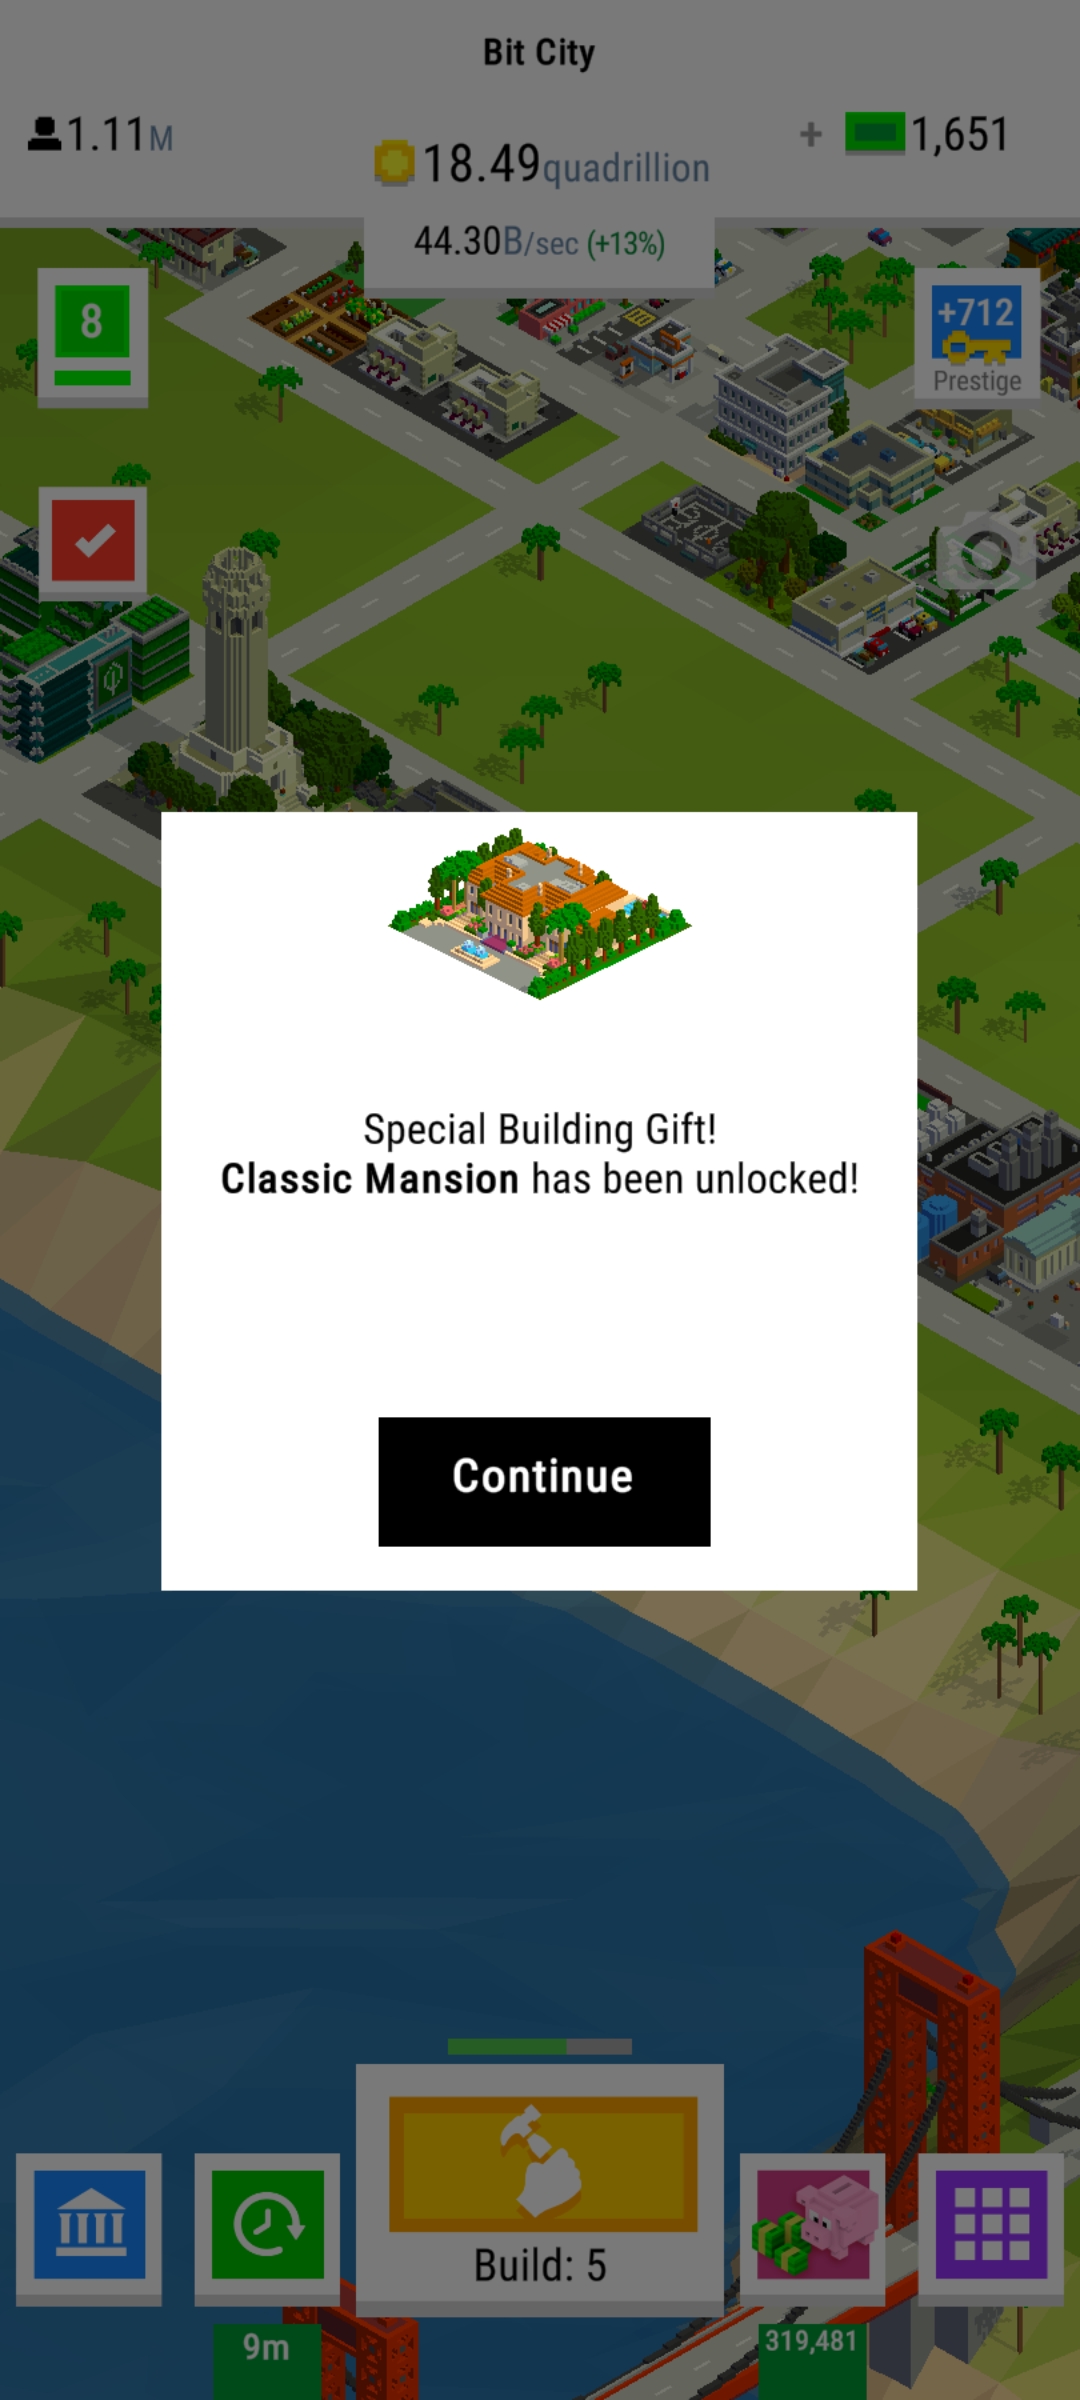 Bit City
1.11M
18.49quadrillion
+ 1,651
44.30B/sec (+13%)
8
+712
Prestige
Special Building Gift!
Classic Mansion has been unlocked!
Continue
Build: 5
9m
319,481